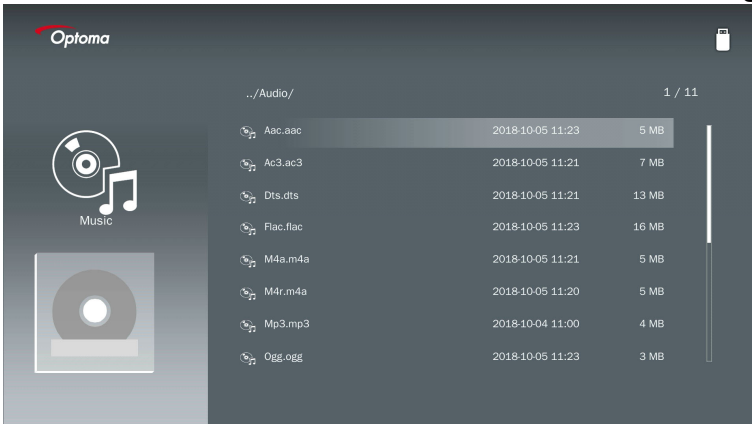 Optoma
../Audio/ 1 / 11
Aac.aac 2018-10-05 11:23 5 MB
Ac3.ac3 2018-10-05 11:21 7 MB
Dts.dts 2018-10-05 11:21 13 MB
Flac.flac 2018-10-05 11:23 16 MB
M4a.m4a 2018-10-05 11:21 5 MB
M4r.m4a 2018-10-05 11:20 5 MB
Mp3.mp3 2018-10-04 11:00 4 MB
Ogg.ogg 2018-10-05 11:23 3 MB
Music